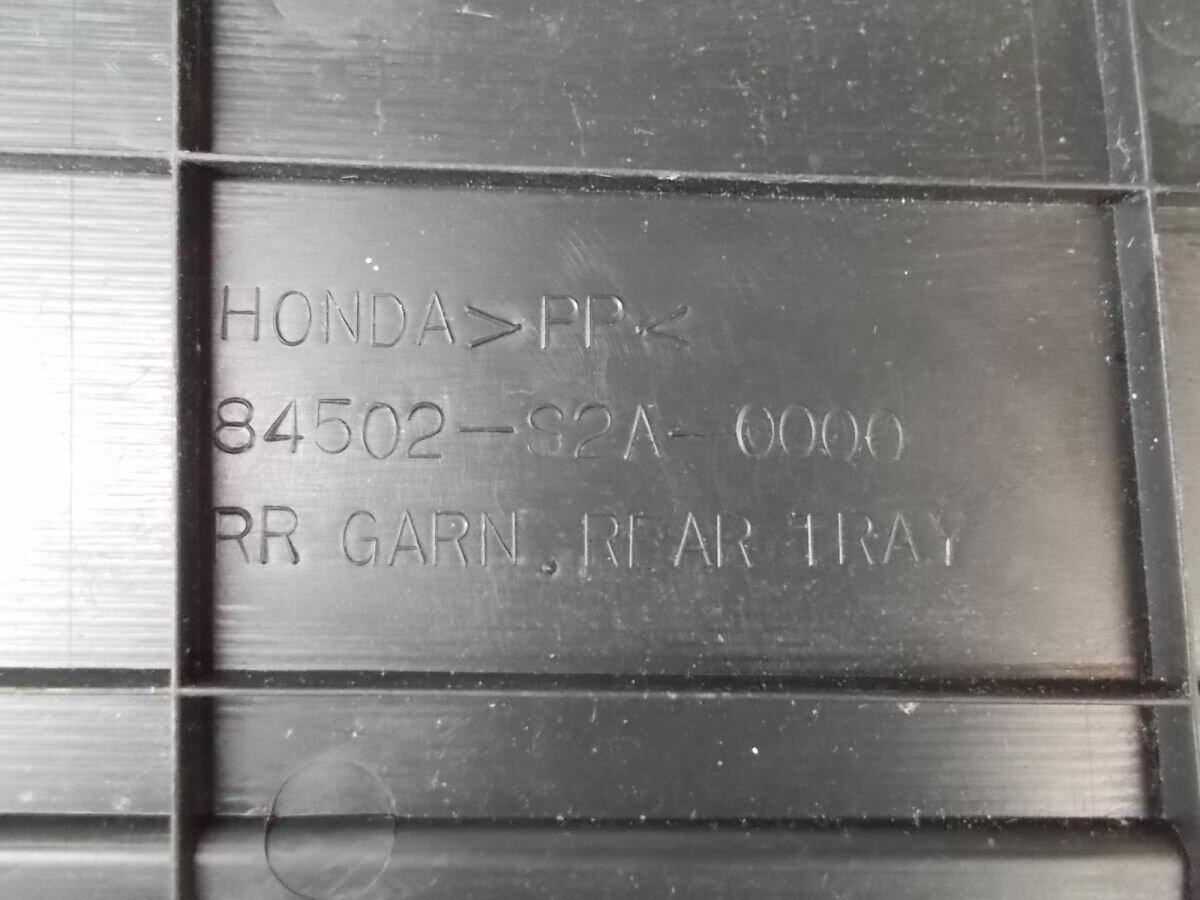 HONDA >PP<
84502-S2A-0000
RR GARN, REAR TRAY